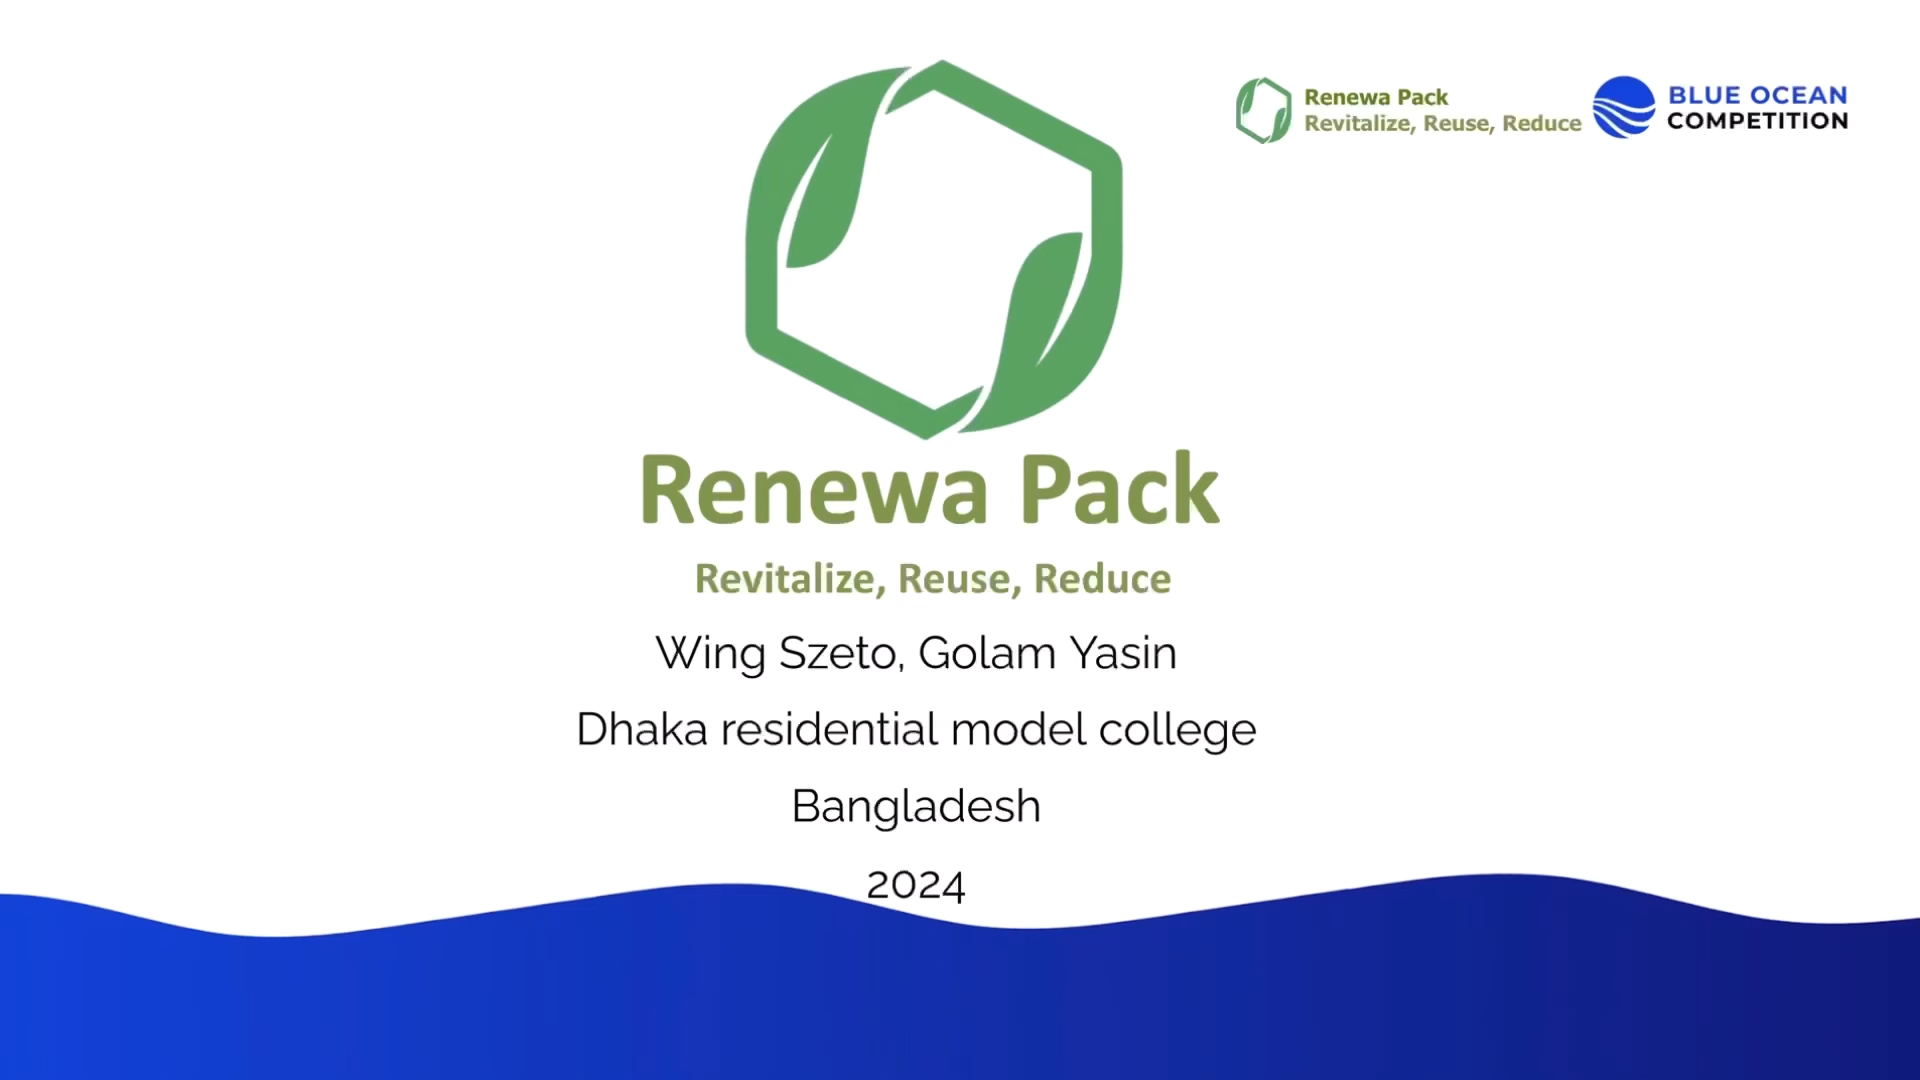 Renewa Pack
Revitalize, Reuse, Reduce
BLUE OCEAN
COMPETITION
Renewa Pack
Revitalize, Reuse, Reduce
Wing Szeto, Golam Yasin
Dhaka residential model college
Bangladesh
2024